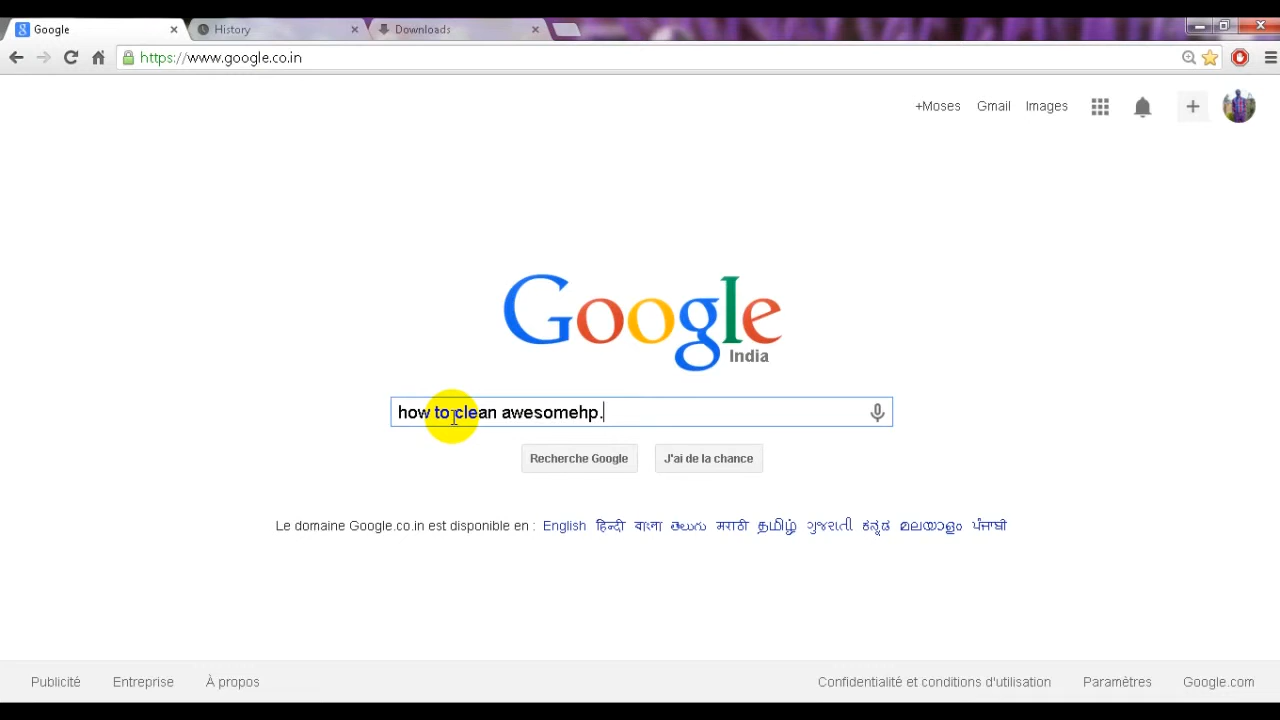 Google
History
Downloads
https://www.google.co.in
+Moses Gmail Images
Google
India
how to clean awesomehp.
Recherche Google J'ai de la chance
Le domaine Google.co.in est disponible en : English हिन्दी বাংলা తెలుగు मराठी தமிழ் ગુજરાતી ಕನ್ನಡ മലയാളം ਪੰਜਾਬੀ
Publicité Entreprise À propos Confidentialité et conditions d'utilisation Paramètres Google.com